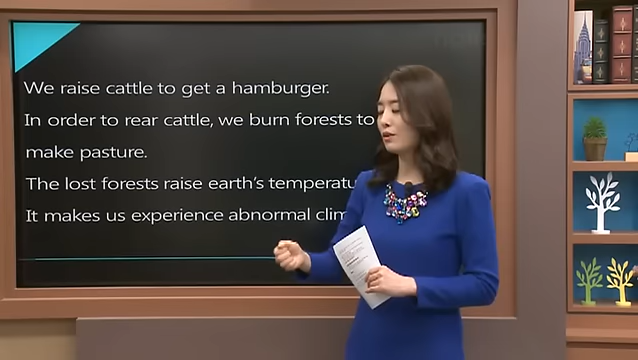 We raise cattle to get a hamburger.
In order to rear cattle, we burn forests to
make pasture.
The lost forests raise earth's
It makes us experience abnormal